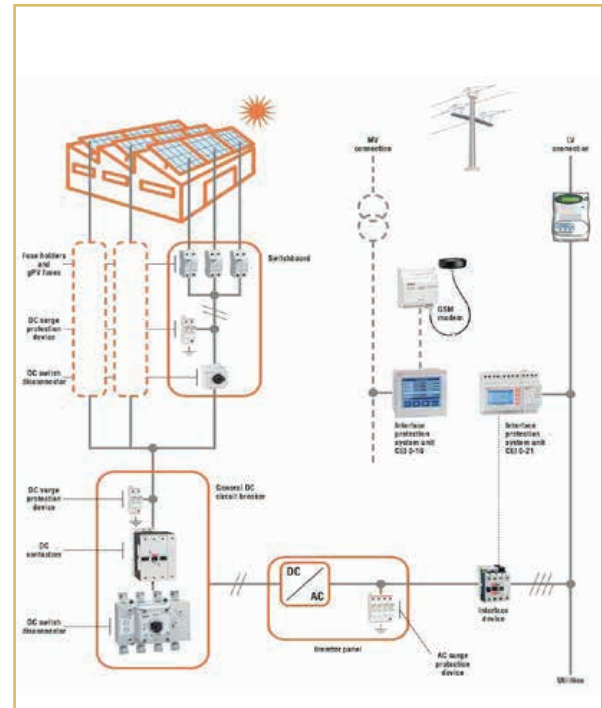 MV
connection
LV
connection
Fuse holders
and
gPV fuses
Switchboard
DC surge
protection
device
GSM
modem
DC switch
disconnector
Interface
protection
system unit
CEI 0-16
Interface
protection
system unit
CEI 0-21
DC surge
protection
device
General DC
circuit breaker
DC
contactors
DC
AC
DC switch
disconnector
Interface
device
Inverter panel
AC surge
protection
device
Utilities